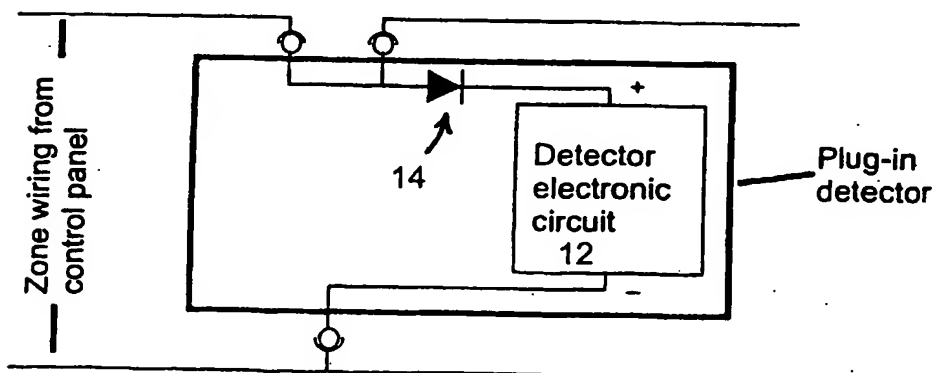 Zone wiring from
control panel
14
+
Detector
electronic
circuit
12
–
Plug-in
detector